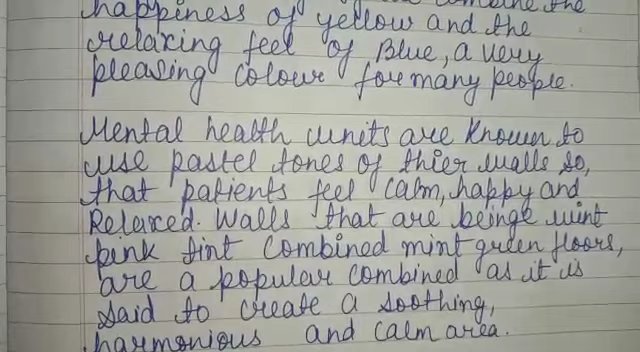 combine the
happiness of yellow and the
relaxing feel of Blue, a very
pleasing colour for many people.
Mental health units are known to
use pastel tones of thier walls so,
that patients feel calm, happy and
Relaxed. Walls that are beinge wint
pink tint combined mint green floors,
are a popular combined as it is
said to create a soothing,
harmonious and calm area.